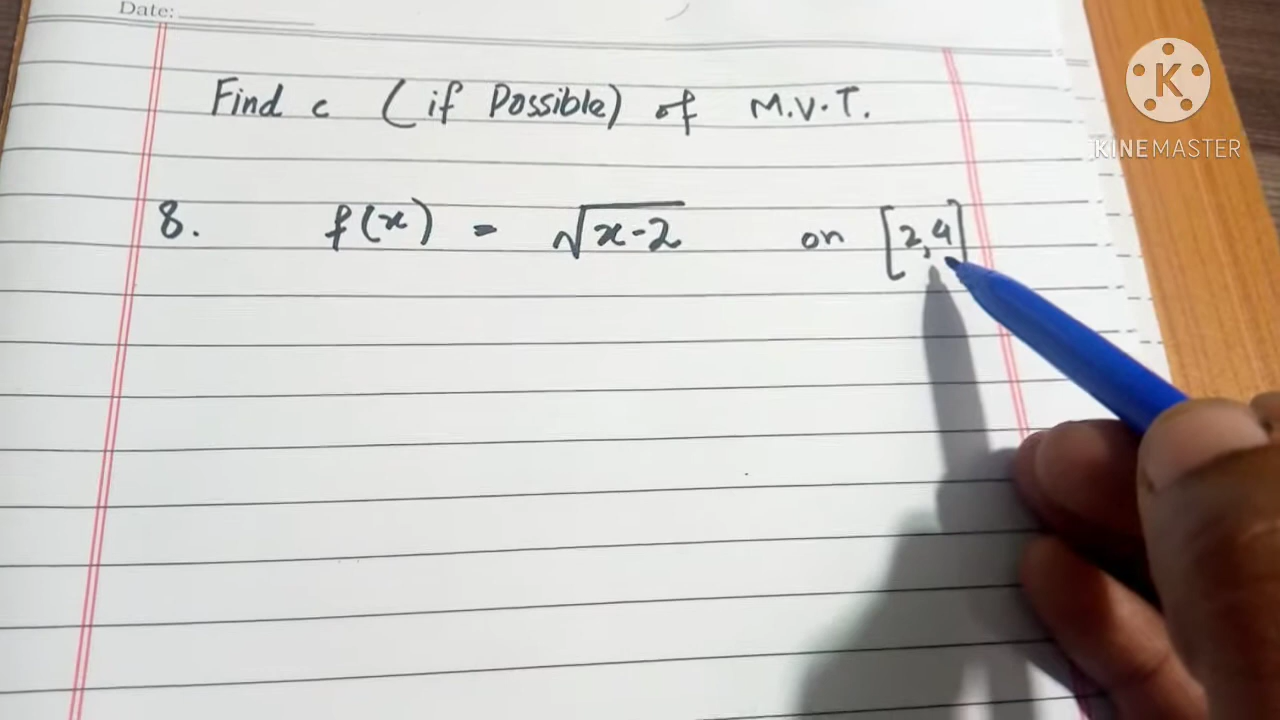 Date:
K
KINEMASTER
Find c (if Possible) of M.V.T.
8. f(x) = √x-2 on [2,4]